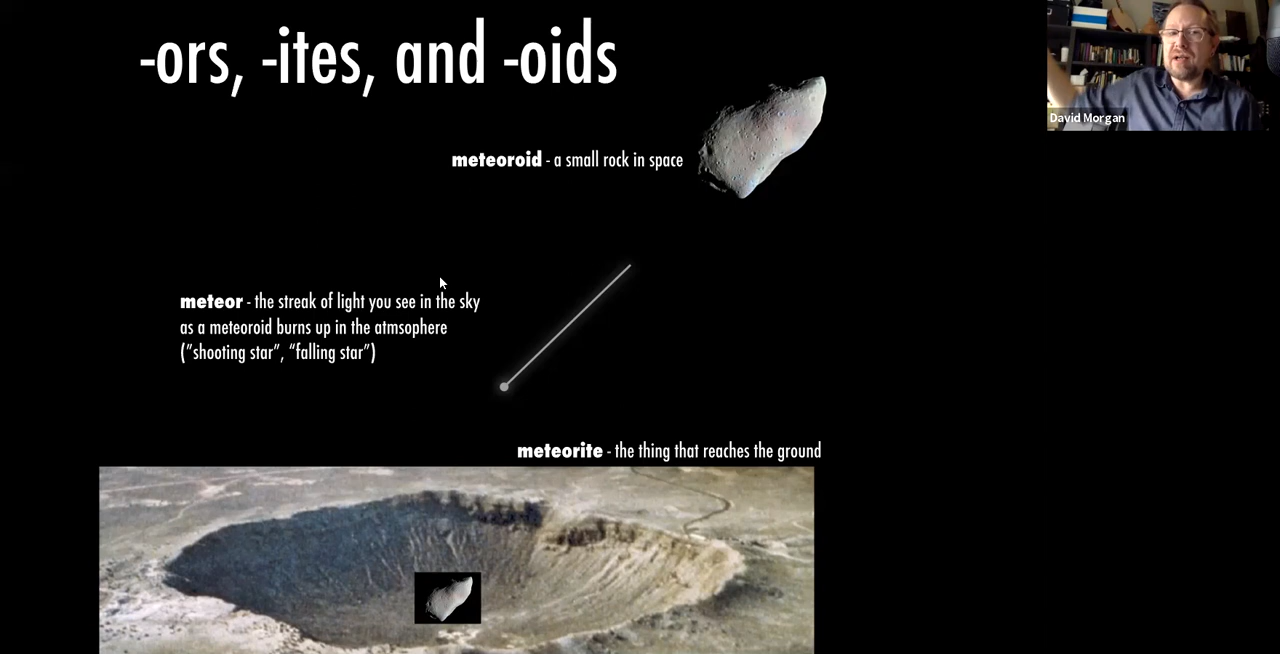 -ors, -ites, and -oids
David Morgan
meteoroid - a small rock in space
meteor - the streak of light you see in the sky
as a meteoroid burns up in the atmsophere
(”shooting star”, “falling star”)
meteorite - the thing that reaches the ground